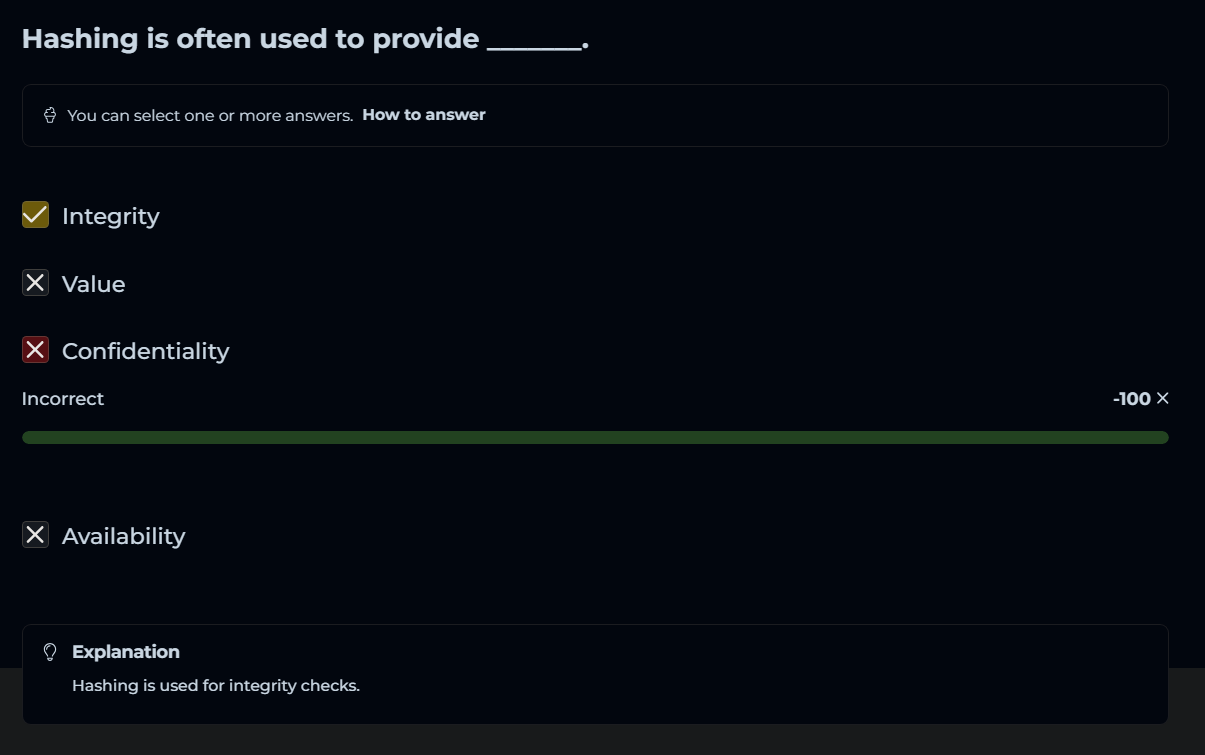 Hashing is often used to provide _______.
You can select one or more answers. How to answer
Integrity
Value
Confidentiality
Incorrect -100
Availability
Explanation
Hashing is used for integrity checks.